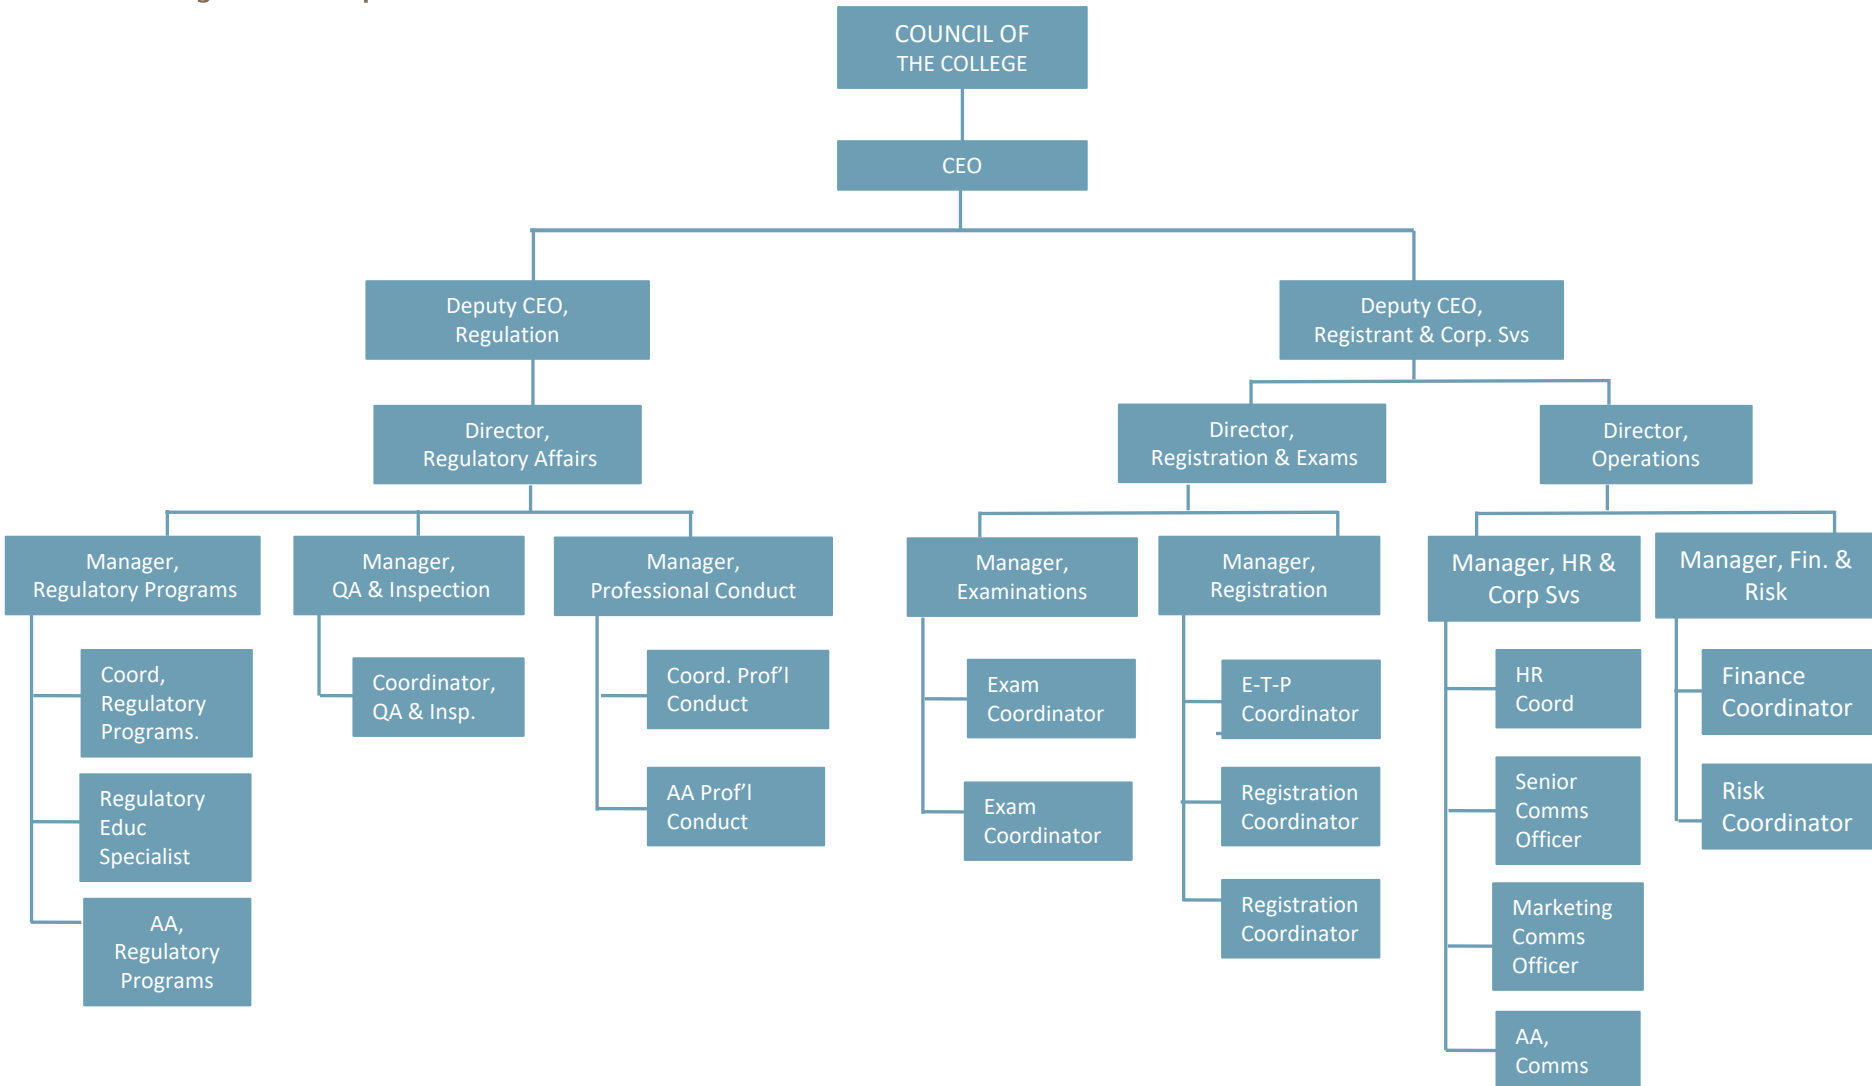 COUNCIL OF
THE COLLEGE
CEO
Deputy CEO,
Regulation
Deputy CEO,
Registrant & Corp. Svs
Director,
Regulatory Affairs
Director,
Registration & Exams
Director,
Operations
Manager,
Regulatory Programs
Manager,
QA & Inspection
Manager,
Professional Conduct
Manager,
Examinations
Manager,
Registration
Manager, HR &
Corp Svs
Manager, Fin. &
Risk
Coord,
Regulatory
Programs.
Regulatory
Educ
Specialist
AA,
Regulatory
Programs
Coordinator,
QA & Insp.
Coord. Prof’l
Conduct
AA Prof’l
Conduct
Exam
Coordinator
Exam
Coordinator
E-T-P
Coordinator
Registration
Coordinator
Registration
Coordinator
HR
Coord
Senior
Comms
Officer
Marketing
Comms
Officer
AA,
Comms
Finance
Coordinator
Risk
Coordinator